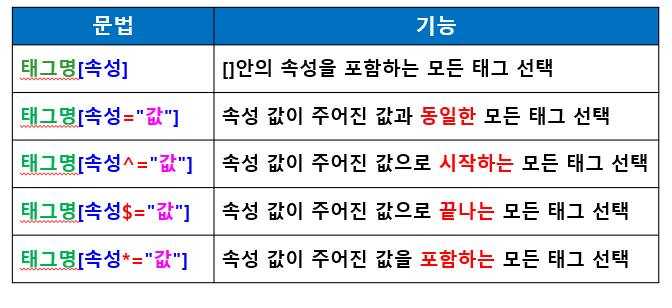 문법 기능
태그명[속성] []안의 속성을 포함하는 모든 태그 선택
태그명[속성="값"] 속성 값이 주어진 값과 동일한 모든 태그 선택
태그명[속성^="값"] 속성 값이 주어진 값으로 시작하는 모든 태그 선택
태그명[속성$="값"] 속성 값이 주어진 값으로 끝나는 모든 태그 선택
태그명[속성*="값"] 속성 값이 주어진 값을 포함하는 모든 태그 선택